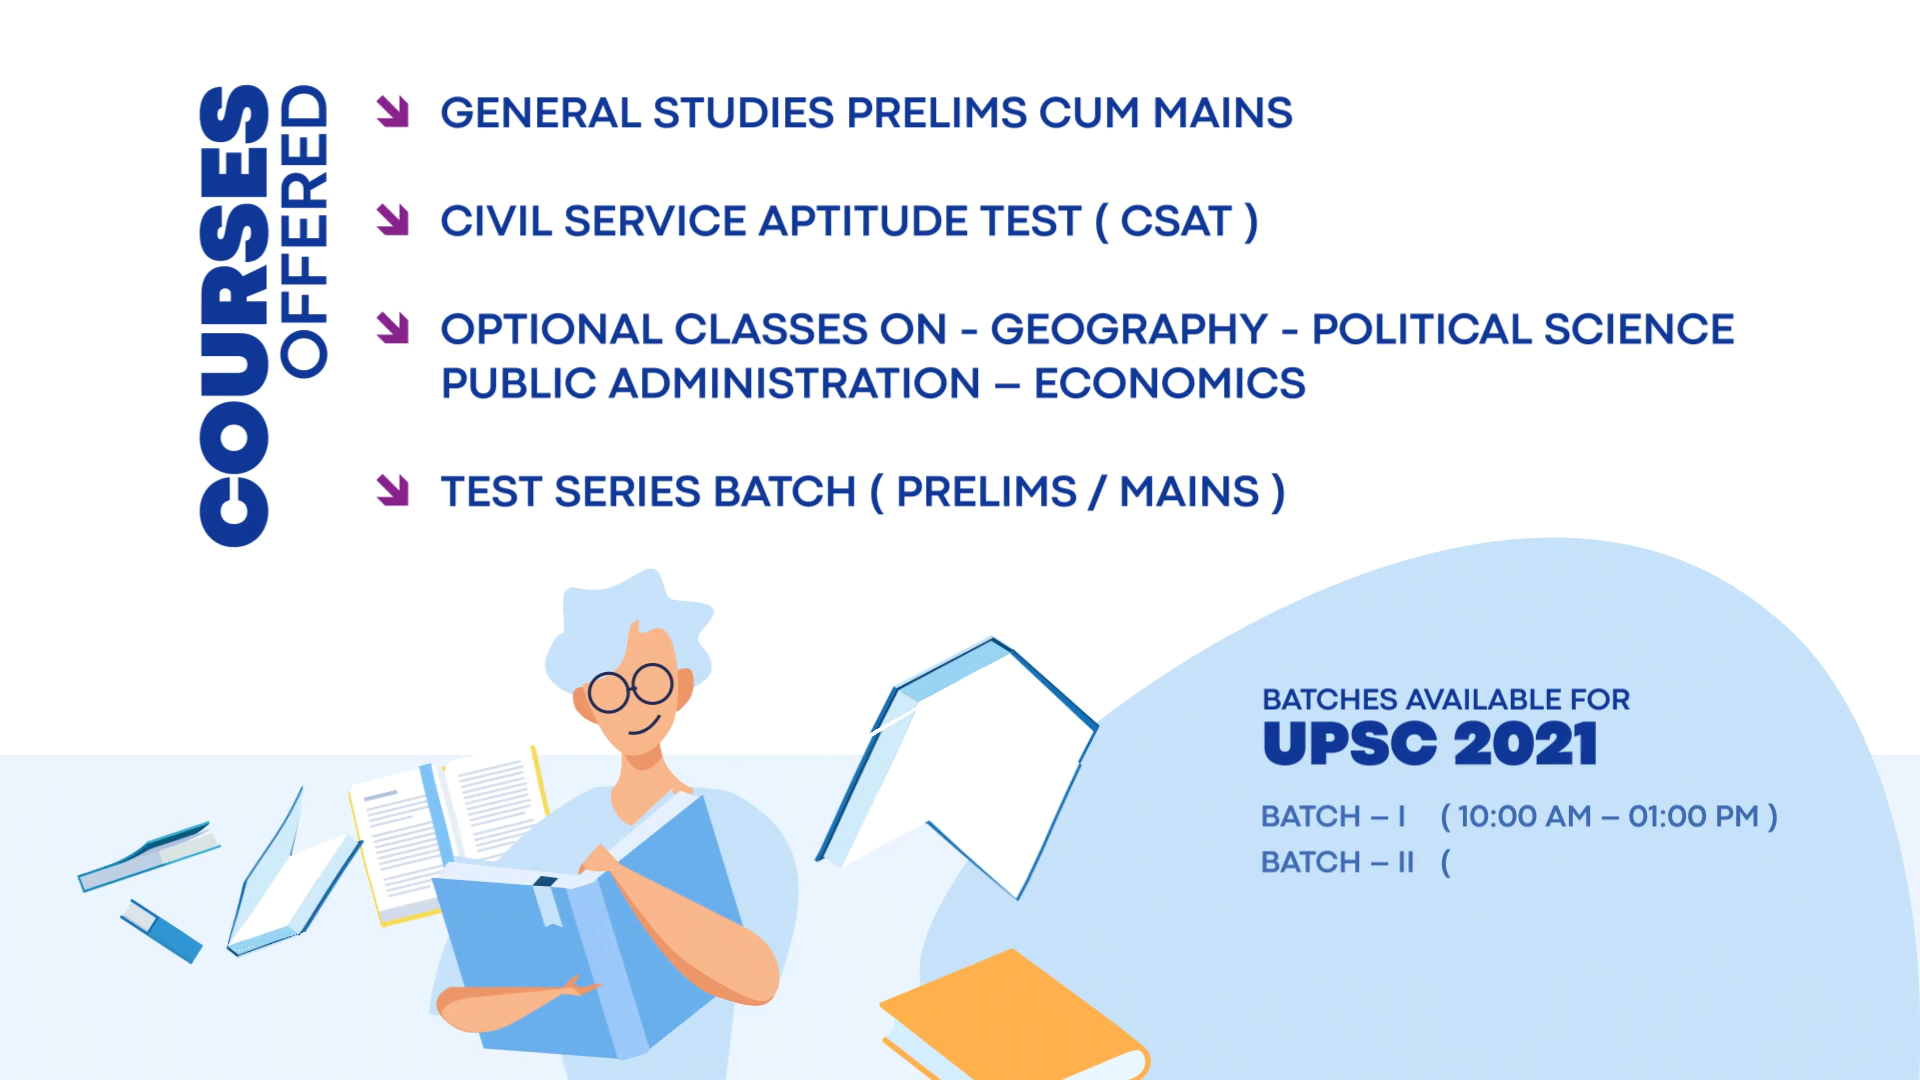 COURSES
OFFERED
GENERAL STUDIES PRELIMS CUM MAINS
CIVIL SERVICE APTITUDE TEST ( CSAT )
OPTIONAL CLASSES ON - GEOGRAPHY - POLITICAL SCIENCE
PUBLIC ADMINISTRATION – ECONOMICS
TEST SERIES BATCH ( PRELIMS / MAINS )
BATCHES AVAILABLE FOR
UPSC 2021
BATCH – I ( 10:00 AM – 01:00 PM )
BATCH – II (